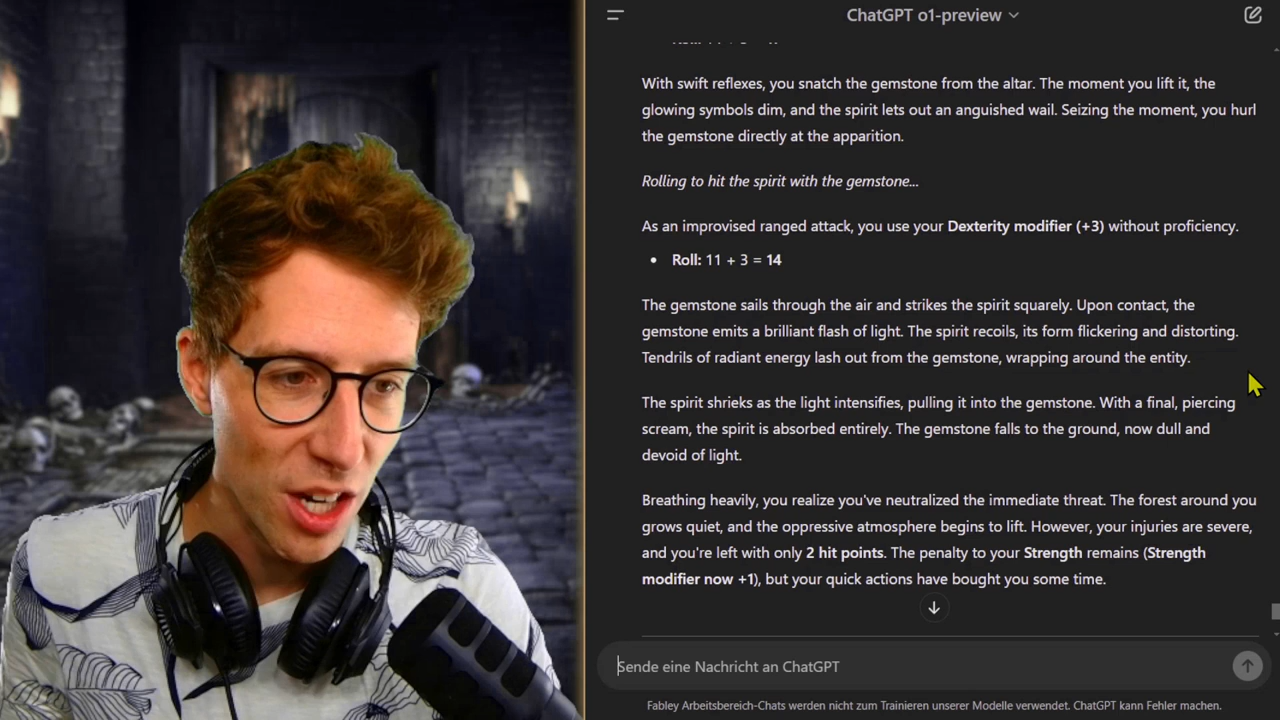 ChatGPT o1-preview
With swift reflexes, you snatch the gemstone from the altar. The moment you lift it, the
glowing symbols dim, and the spirit lets out an anguished wail. Seizing the moment, you hurl
the gemstone directly at the apparition.
Rolling to hit the spirit with the gemstone...
As an improvised ranged attack, you use your Dexterity modifier (+3) without proficiency.
• Roll: 11 + 3 = 14
The gemstone sails through the air and strikes the spirit squarely. Upon contact, the
gemstone emits a brilliant flash of light. The spirit recoils, its form flickering and distorting.
Tendrils of radiant energy lash out from the gemstone, wrapping around the entity.
The spirit shrieks as the light intensifies, pulling it into the gemstone. With a final, piercing
scream, the spirit is absorbed entirely. The gemstone falls to the ground, now dull and
devoid of light.
Breathing heavily, you realize you've neutralized the immediate threat. The forest around you
grows quiet, and the oppressive atmosphere begins to lift. However, your injuries are severe,
and you're left with only 2 hit points. The penalty to your Strength remains (Strength
modifier now +1), but your quick actions have bought you some time.
Sende eine Nachricht an ChatGPT
Fabley Arbeitsbereich-Chats werden nicht zum Trainieren unserer Modelle verwendet. ChatGPT kann Fehler machen.